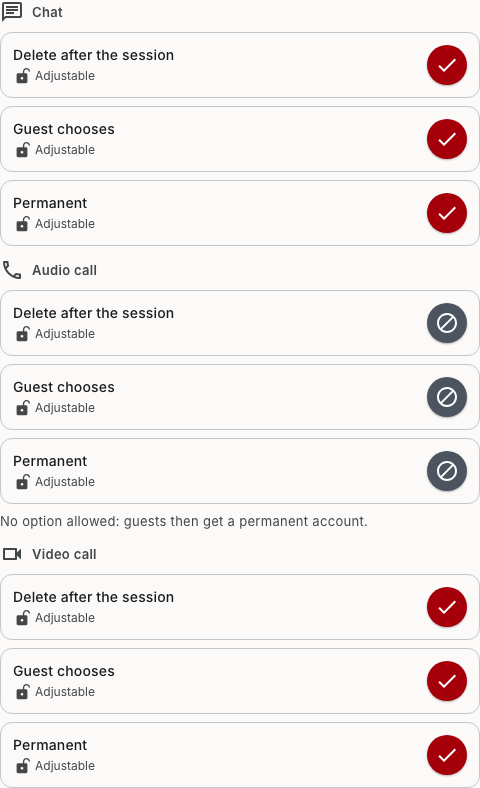 Chat
Delete after the session
Adjustable
Guest chooses
Adjustable
Permanent
Adjustable
Audio call
Delete after the session
Adjustable
Guest chooses
Adjustable
Permanent
Adjustable
No option allowed: guests then get a permanent account.
Video call
Delete after the session
Adjustable
Guest chooses
Adjustable
Permanent
Adjustable